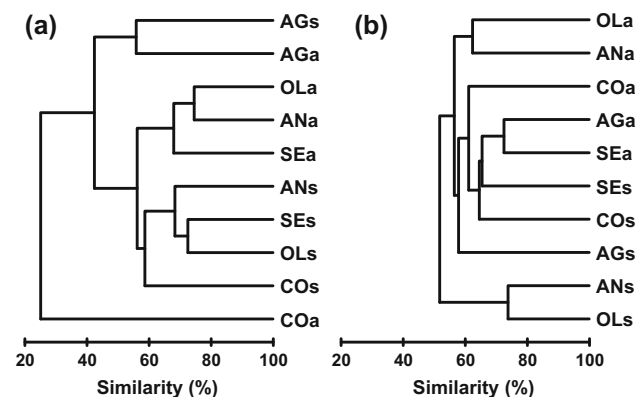 (a)
AGs
AGa
OLa
ANa
SEa
ANs
SEs
OLs
COs
COa
20 40 60 80 100
Similarity (%)
(b)
OLa
ANa
COa
AGa
SEa
SEs
COs
AGs
ANs
OLs
20 40 60 80 100
Similarity (%)